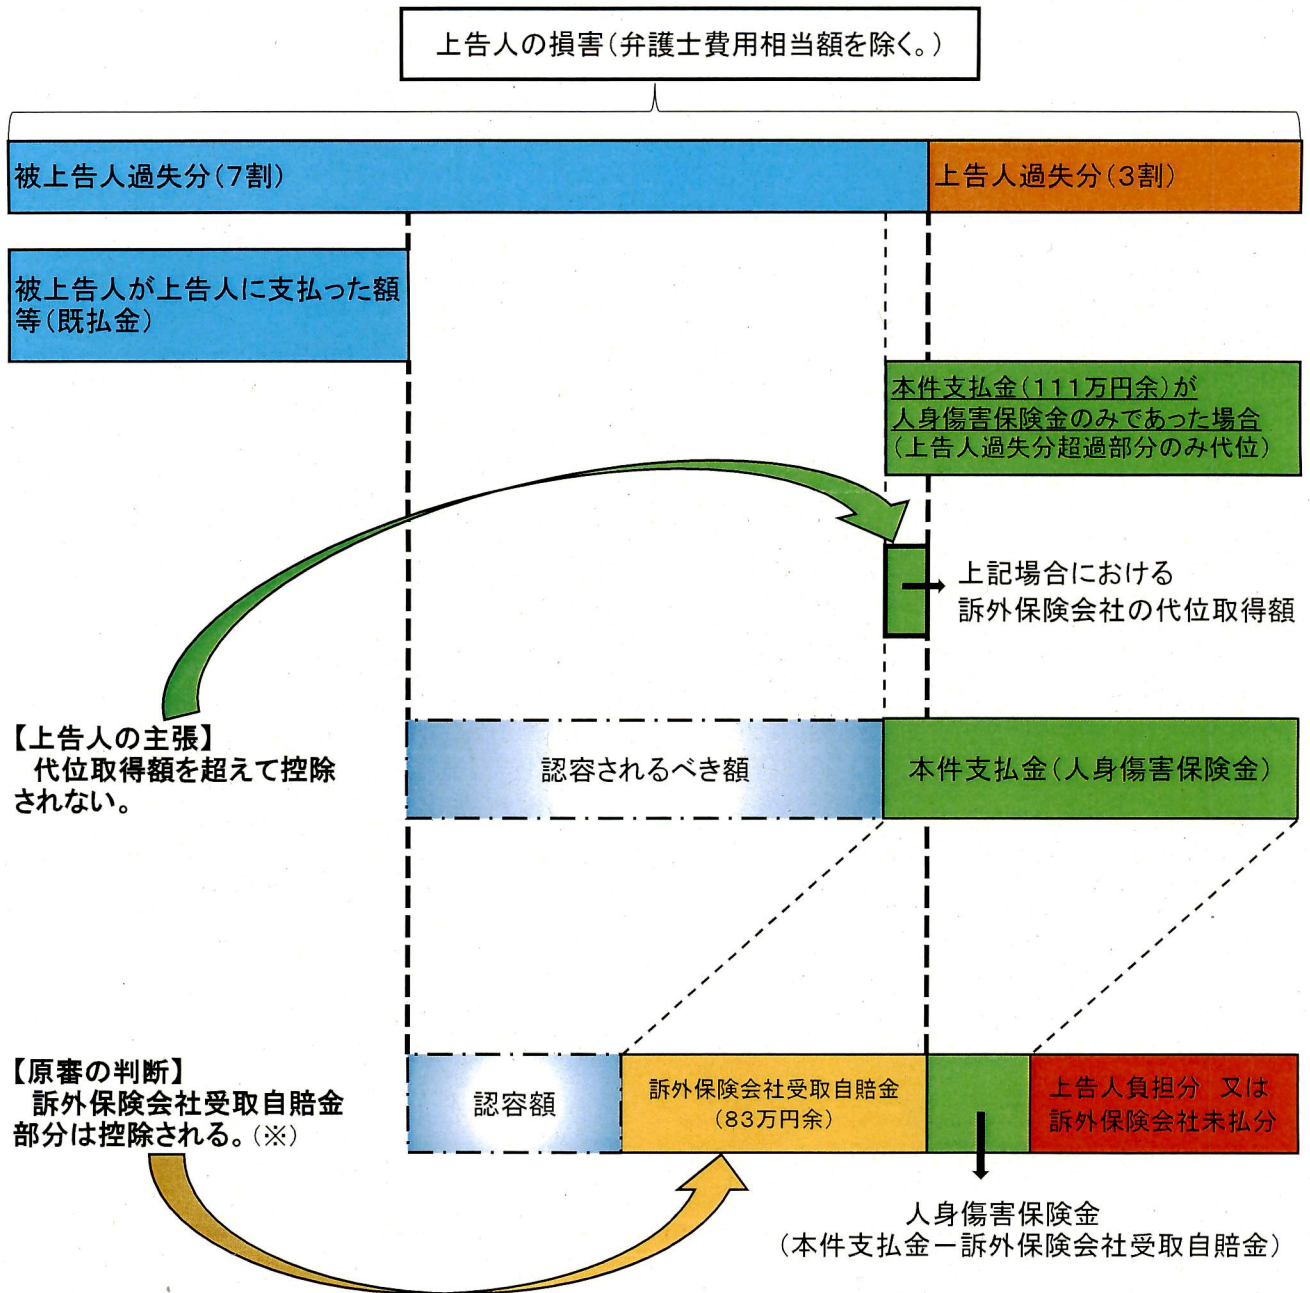 上告人の損害(弁護士費用相当額を除く。)
被上告人過失分(7割)
上告人過失分(3割)
被上告人が上告人に支払った額
等(既払金)
本件支払金(111万円余)が
人身傷害保険金のみであった場合
(上告人過失分超過部分のみ代位)
上記場合における
訴外保険会社の代位取得額
【上告人の主張】
代位取得額を超えて控除
されない。
認容されるべき額
本件支払金(人身傷害保険金)
【原審の判断】
訴外保険会社受取自賠金
部分は控除される。(※)
認容額
訴外保険会社受取自賠金
(83万円余)
上告人負担分 又は
訴外保険会社未払分
人身傷害保険金
(本件支払金-訴外保険会社受取自賠金)